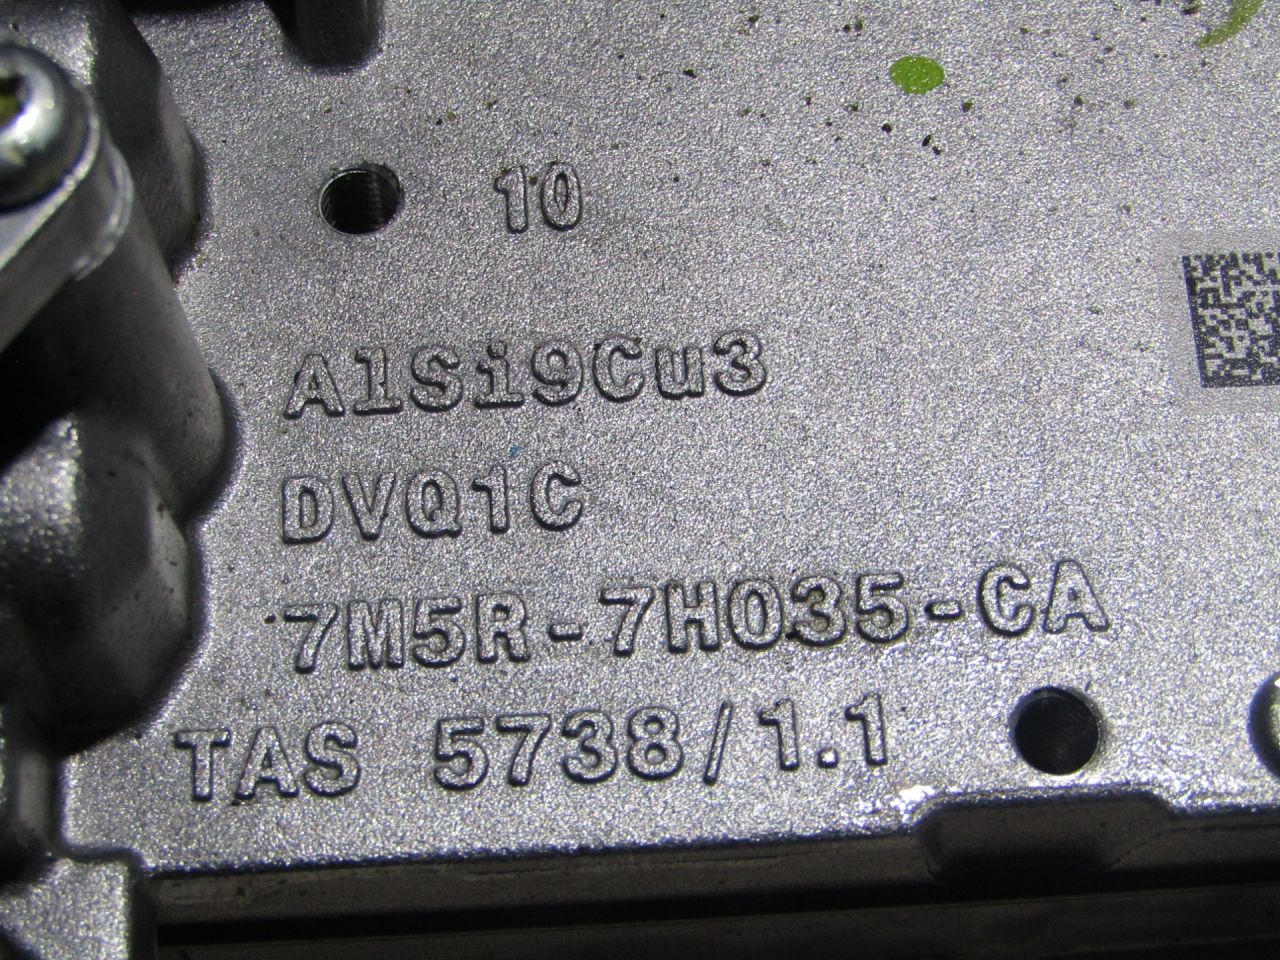 10
AlSi9Cu3
DVQ1C
7M5R-7H035-CA
TAS 5738/1.1